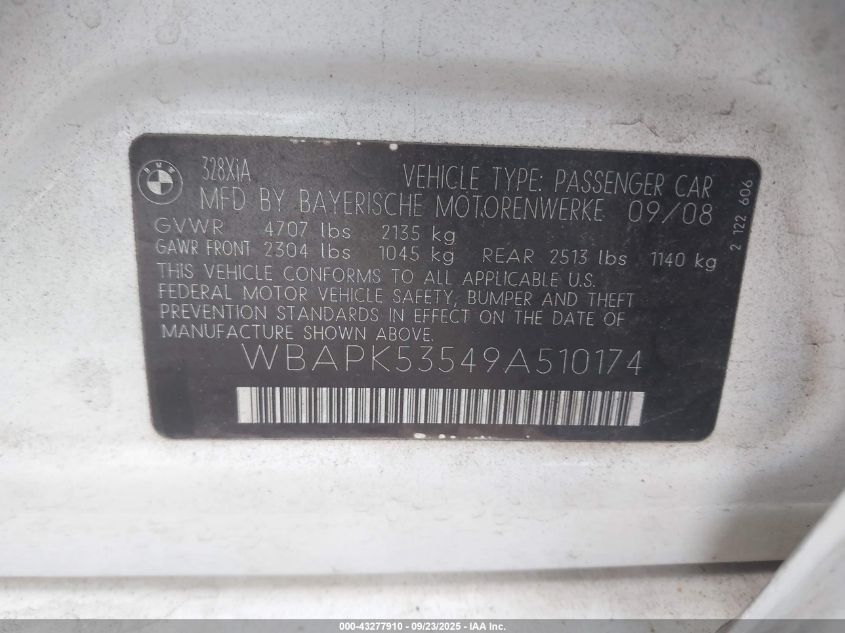 BMW
328XiA
VEHICLE TYPE: PASSENGER CAR
MFD BY BAYERISCHE MOTORENWERKE 09/08
GVWR 4707 lbs 2135 kg
GAWR FRONT 2304 lbs 1045 kg REAR 2513 lbs 1140 kg
THIS VEHICLE CONFORMS TO ALL APPLICABLE U.S.
FEDERAL MOTOR VEHICLE SAFETY, BUMPER AND THEFT
PREVENTION STANDARDS IN EFFECT ON THE DATE OF
MANUFACTURE SHOWN ABOVE.
WBAPK53549A510174
2 122 606
000-43277910 - 09/23/2025 - IAA Inc.